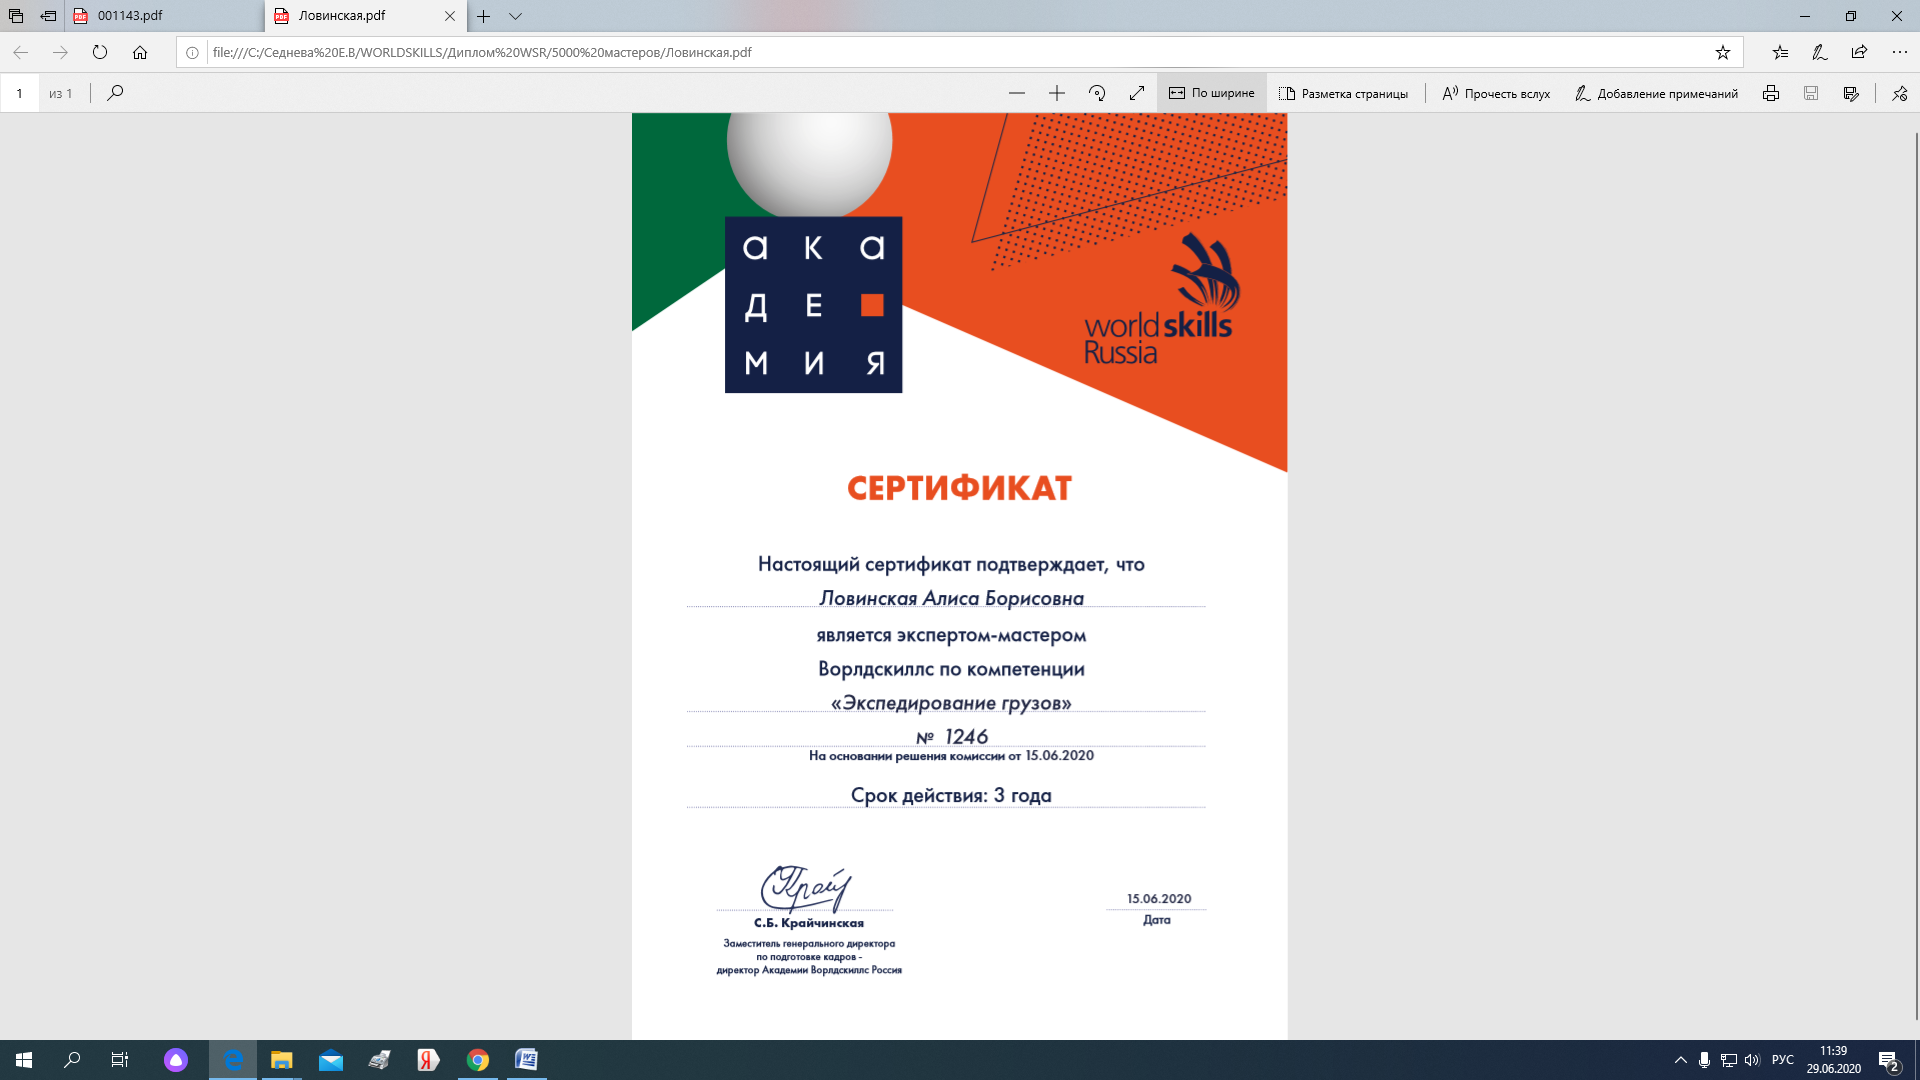 001143.pdf
Ловинская.pdf
file:///C:/Седнева%20Е.В/WORLDSKILLS/Диплом%20WSR/5000%20мастеров/Ловинская.pdf
1 из 1
По ширине
Разметка страницы
Прочесть вслух
Добавление примечаний
а к а
д е
м и я
world skills
Russia
СЕРТИФИКАТ
Настоящий сертификат подтверждает, что
Ловинская Алиса Борисовна
является экспертом-мастером
Ворлдскиллс по компетенции
«Экспедирование грузов»
№ 1246
На основании решения комиссии от 15.06.2020
Срок действия: 3 года
С.Б. Крайчинская
Заместитель генерального директора
по подготовке кадров -
директор Академии Ворлдскиллс Россия
15.06.2020
Дата
РУС
11:39
29.06.2020
2